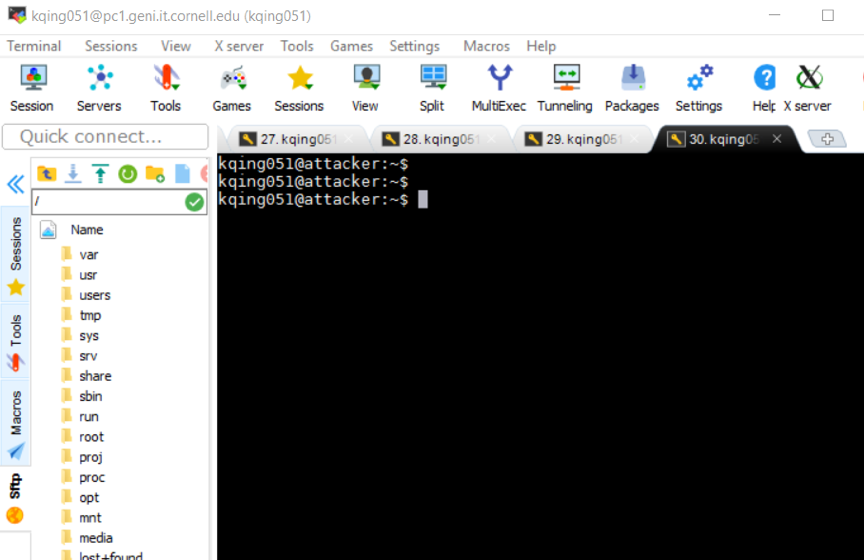 kqing051@pc1.geni.it.cornell.edu (kqing051)
Terminal Sessions View X server Tools Games Settings Macros Help
Session Servers Tools Games Sessions View Split MultiExec Tunneling Packages Settings Help X server
Quick connect...
27. kqing051 28. kqing051 29. kqing051 30. kqing05
kqing051@attacker:~$
kqing051@attacker:~$
kqing051@attacker:~$
/
Name
var
usr
users
tmp
sys
srv
share
sbin
run
root
proj
proc
opt
mnt
media
lost+found
Sessions
Tools
Macros
Sftp